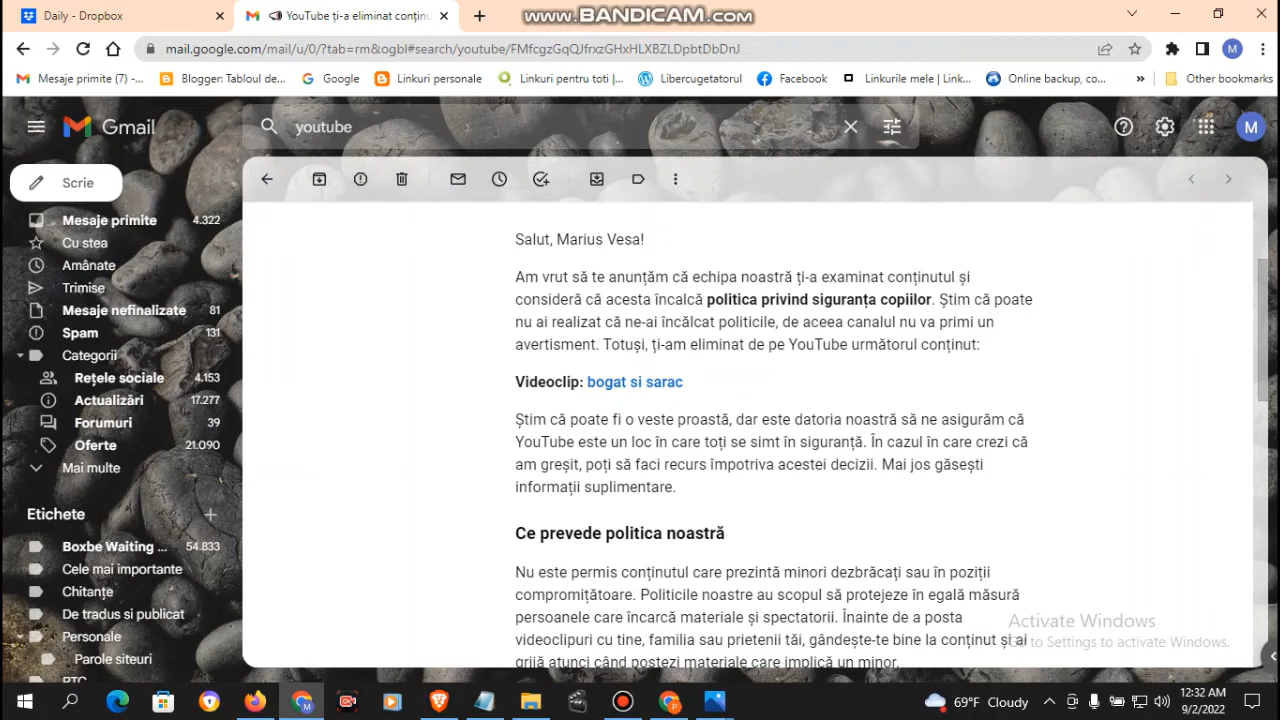 Daily - Dropbox
YouTube ți-a eliminat conținu
www.BANDICAM.com
mail.google.com/mail/u/0/?tab=rm&ogbl#search/youtube/FMfcgzGqQJfrxzGHxHLXBZLDpbtDbDnJ
M
Mesaje primite (7) -...
Blogger: Tabloul de...
Google
Linkuri personale
Linkuri pentru toti |...
Libercugetatorul
Facebook
Linkurile mele | Link...
Online backup, co...
»
Other bookmarks
Gmail
youtube
M
Scrie
Mesaje primite 4.322
Cu stea
Amânate
Trimise
Mesaje nefinalizate 81
Spam 131
Categorii
Rețele sociale 4.153
Actualizări 17.277
Forumuri 39
Oferte 21.090
Mai multe
Etichete
Boxbe Waiting ... 54.833
Cele mai importante
Chitanțe
De tradus si publicat
Personale
Parole siteuri
PTC
Salut, Marius Vesa!
Am vrut să te anunțăm că echipa noastră ți-a examinat conținutul și
consideră că acesta încalcă politica privind siguranța copiilor. Știm că poate
nu ai realizat că ne-ai încălcat politicile, de aceea canalul nu va primi un
avertisment. Totuși, ți-am eliminat de pe YouTube următorul conținut:
Videoclip: bogat si sarac
Știm că poate fi o veste proastă, dar este datoria noastră să ne asigurăm că
YouTube este un loc în care toți se simt în siguranță. În cazul în care crezi că
am greșit, poți să faci recurs împotriva acestei decizii. Mai jos găsești
informații suplimentare.
Ce prevede politica noastră
Nu este permis conținutul care prezintă minori dezbrăcați sau în poziții
compromițătoare. Politicile noastre au scopul să protejeze în egală măsură
persoanele care încarcă materiale și spectatorii. Înainte de a posta
videoclipuri cu tine, familia sau prietenii tăi, gândește-te bine la conținut și ai
grijă atunci când postezi materiale care implică un minor.
Activate Windows
Go to Settings to activate Windows.
69°F Cloudy
12:32 AM
9/2/2022